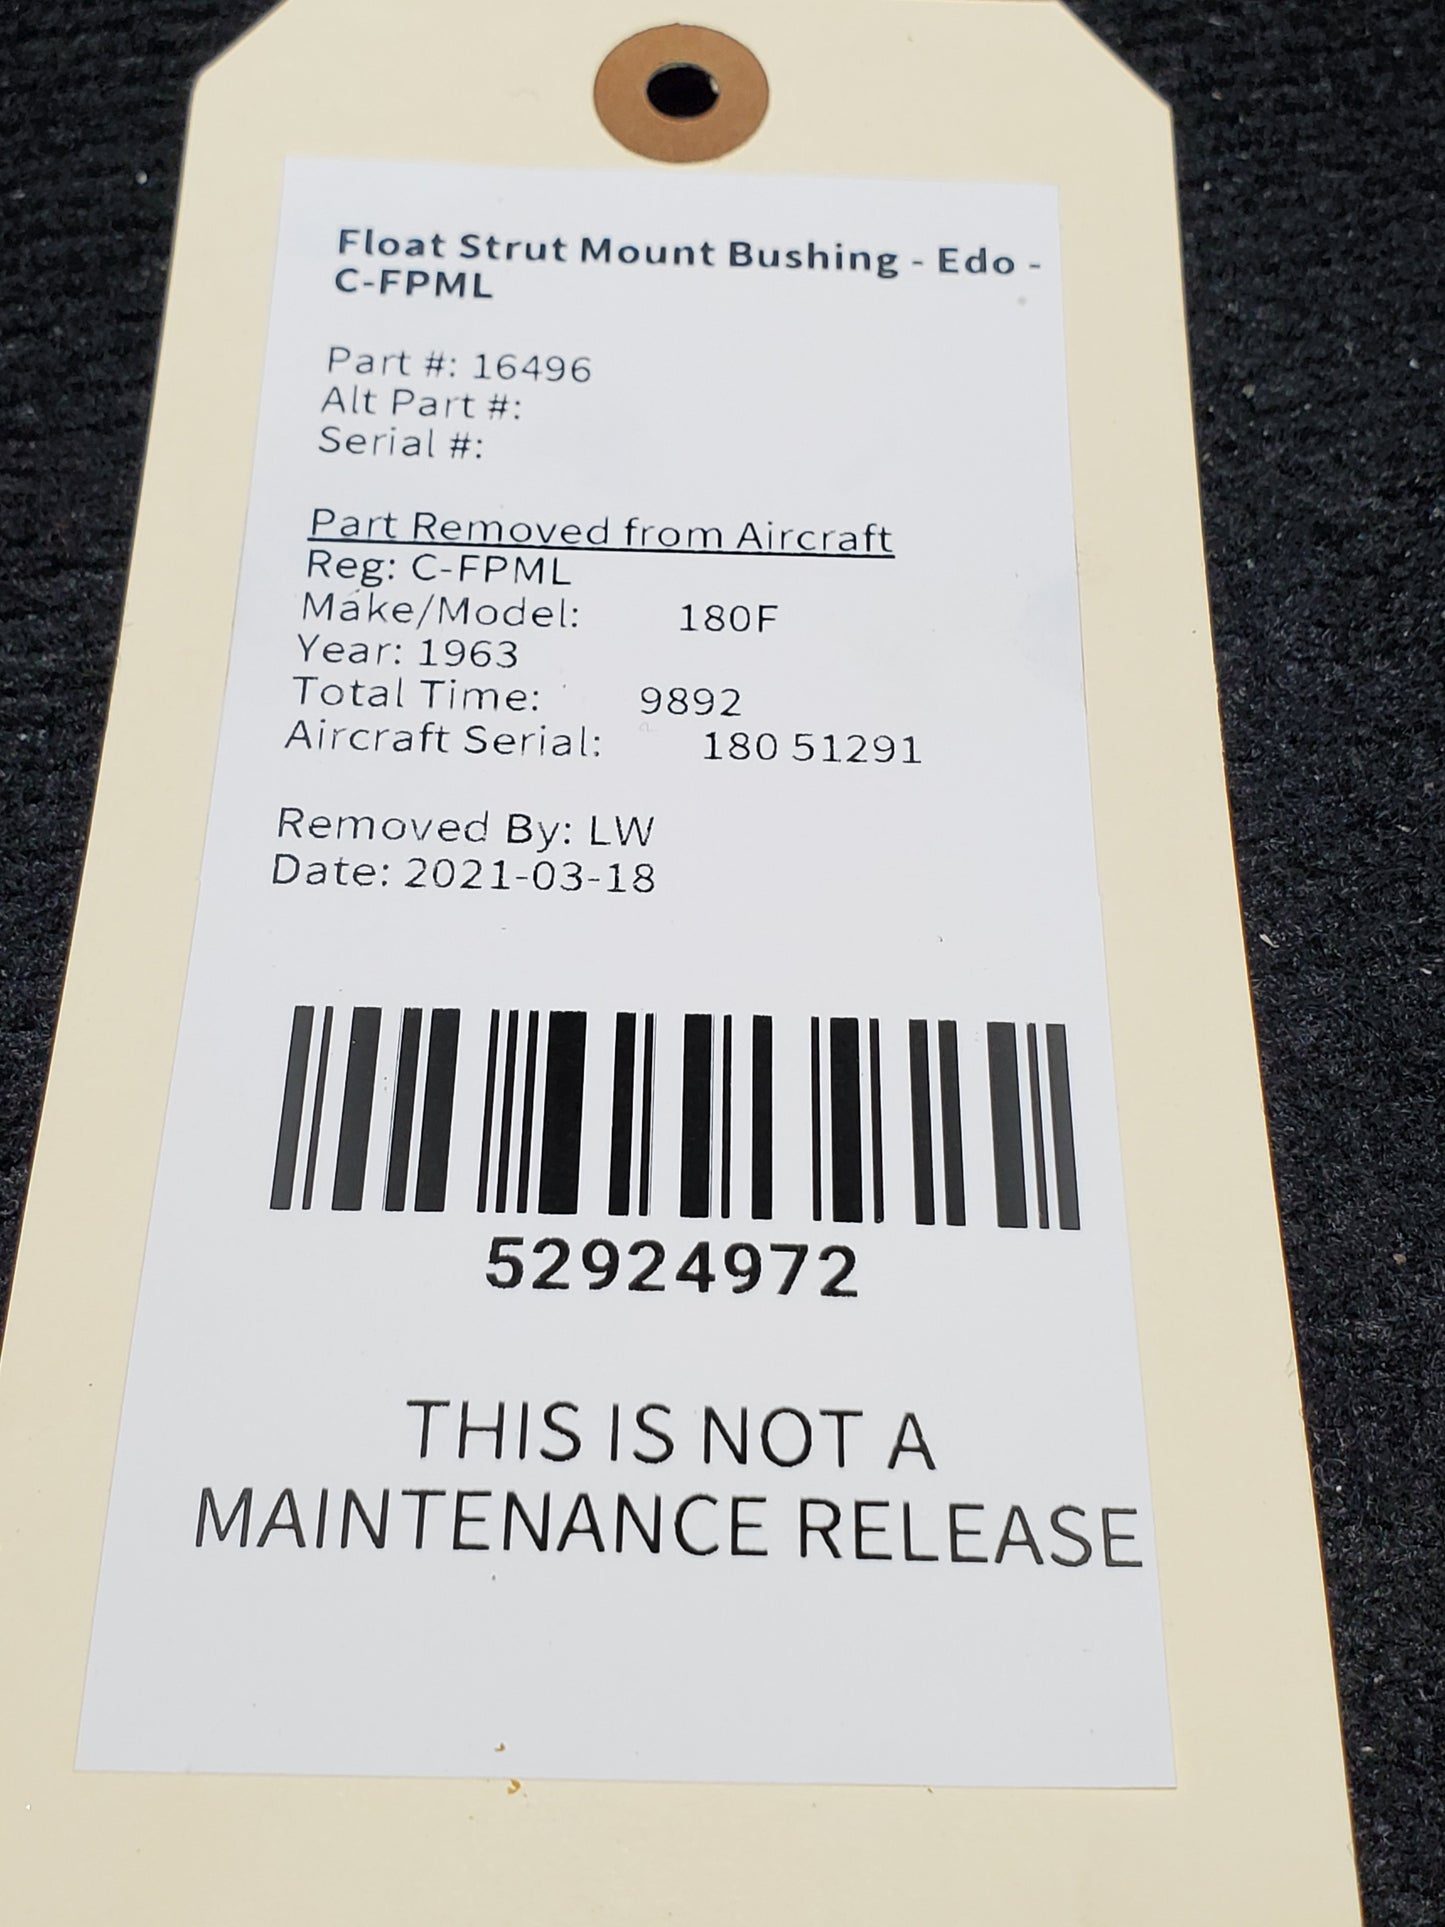 Float Strut Mount Bushing - Edo -
C-FPML
Part #: 16496
Alt Part #:
Serial #:
Part Removed from Aircraft
Reg: C-FPML
Make/Model: 180F
Year: 1963
Total Time: 9892
Aircraft Serial: 180 51291
Removed By: LW
Date: 2021-03-18
52924972
THIS IS NOT A
MAINTENANCE RELEASE